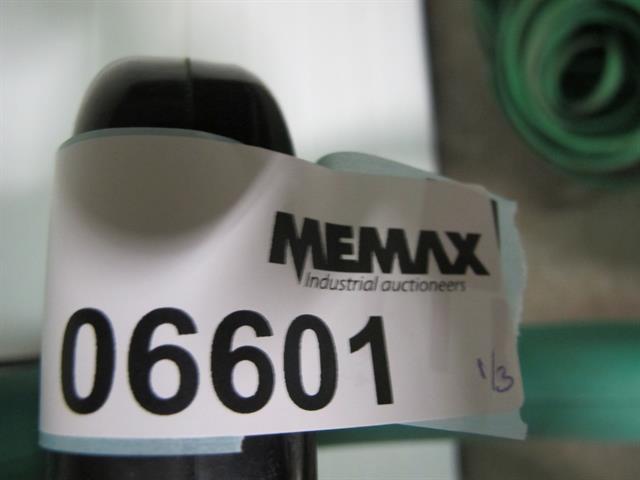 MEMAX
Industrial auctioneers
06601
1/3